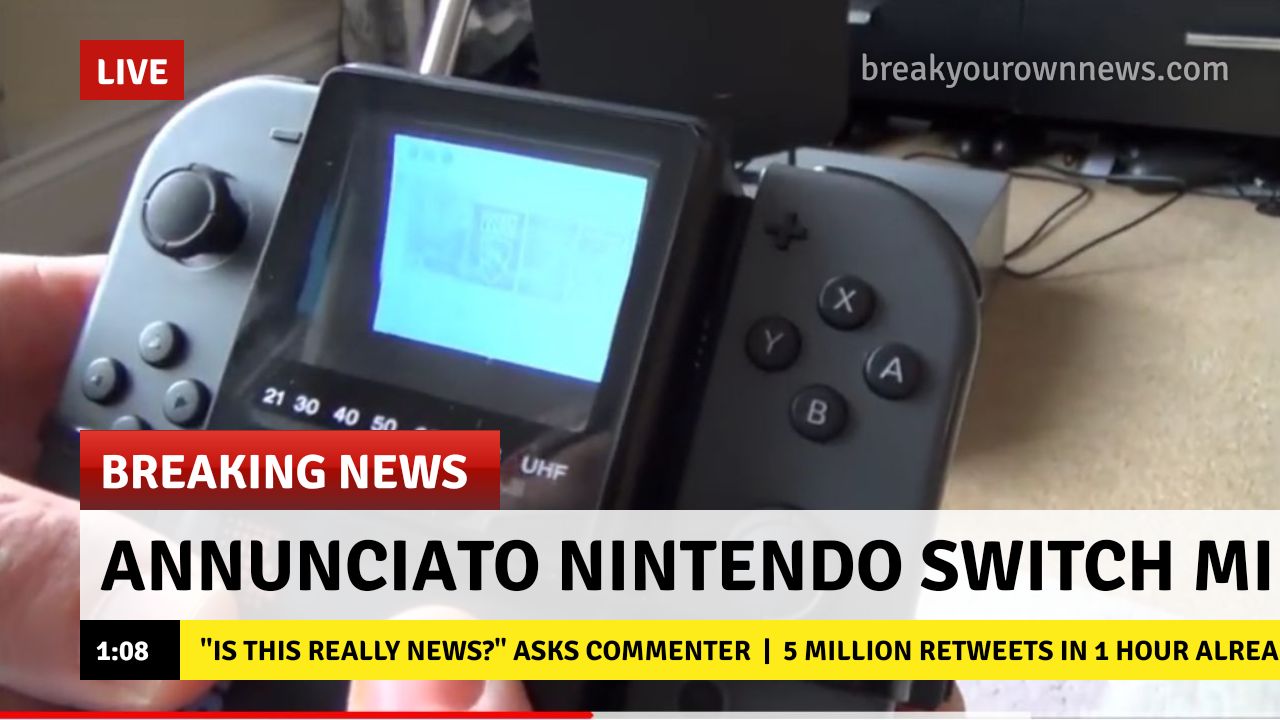 LIVE
breakyourownnews.com
X
Y
A
B
21 30 40 50
UHF
BREAKING NEWS
ANNUNCIATO NINTENDO SWITCH MI
1:08
"IS THIS REALLY NEWS?" ASKS COMMENTER | 5 MILLION RETWEETS IN 1 HOUR ALREA